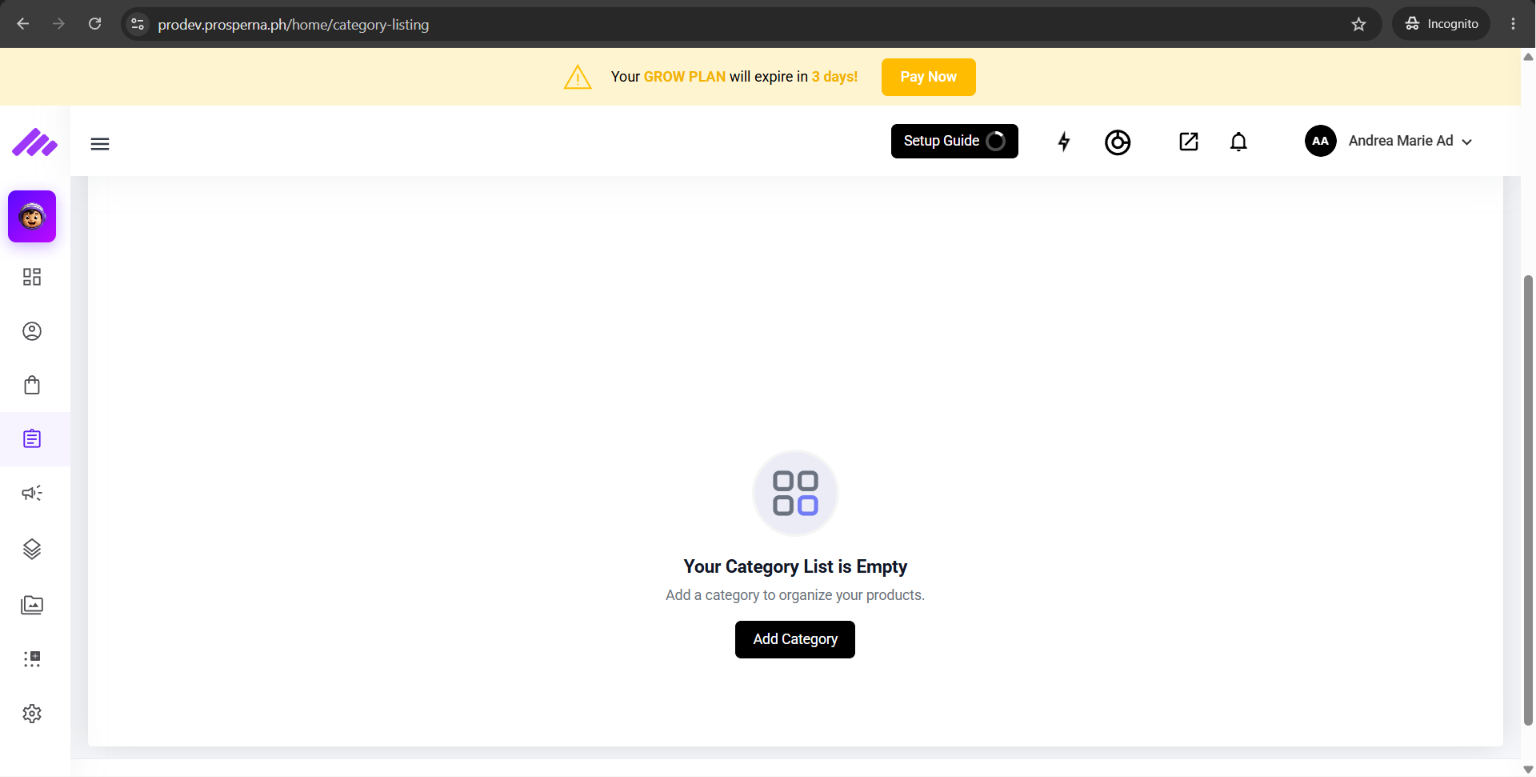 prodev.prosperna.ph/home/category-listing
Incognito
Your GROW PLAN will expire in 3 days!
Pay Now
Setup Guide
AA
Andrea Marie Ad
Your Category List is Empty
Add a category to organize your products.
Add Category